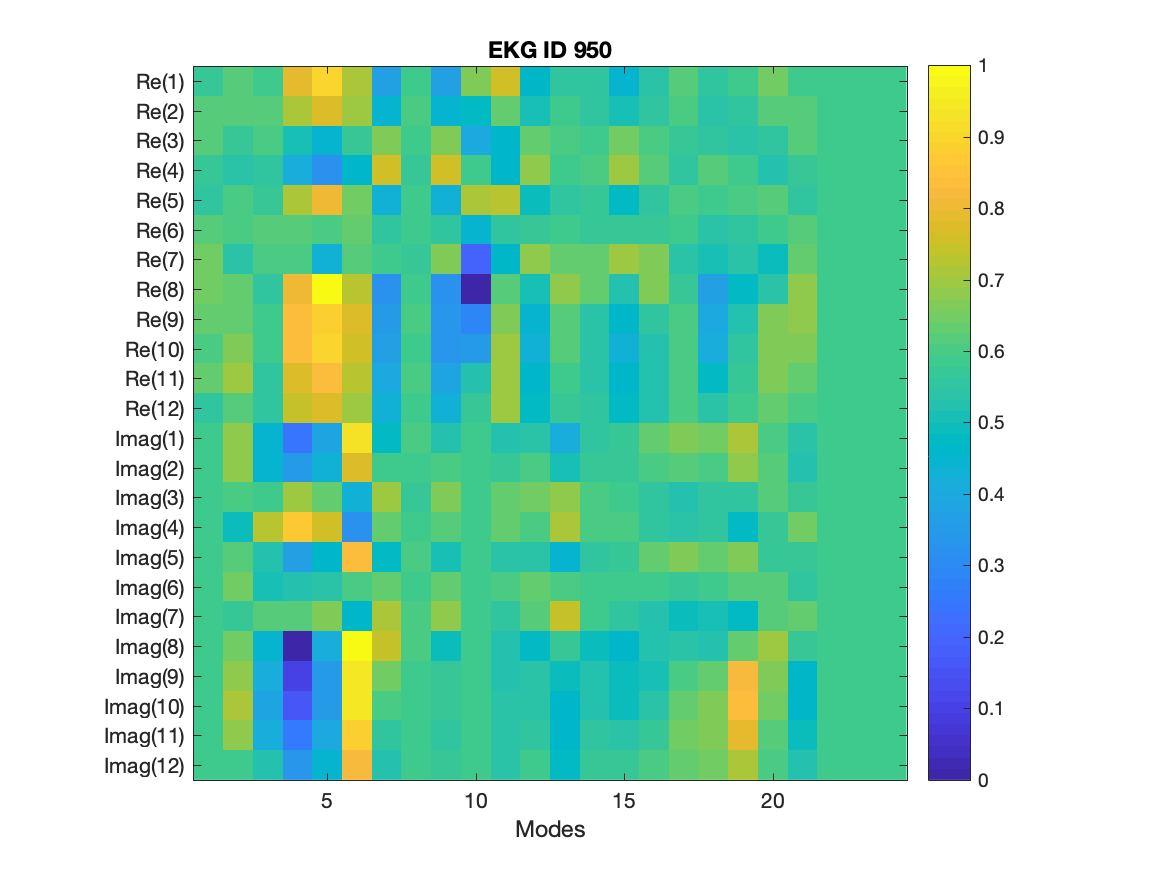 EKG ID 950
Re(1)
Re(2)
Re(3)
Re(4)
Re(5)
Re(6)
Re(7)
Re(8)
Re(9)
Re(10)
Re(11)
Re(12)
Imag(1)
Imag(2)
Imag(3)
Imag(4)
Imag(5)
Imag(6)
Imag(7)
Imag(8)
Imag(9)
Imag(10)
Imag(11)
Imag(12)
5 10 15 20
Modes
1
0.9
0.8
0.7
0.6
0.5
0.4
0.3
0.2
0.1
0